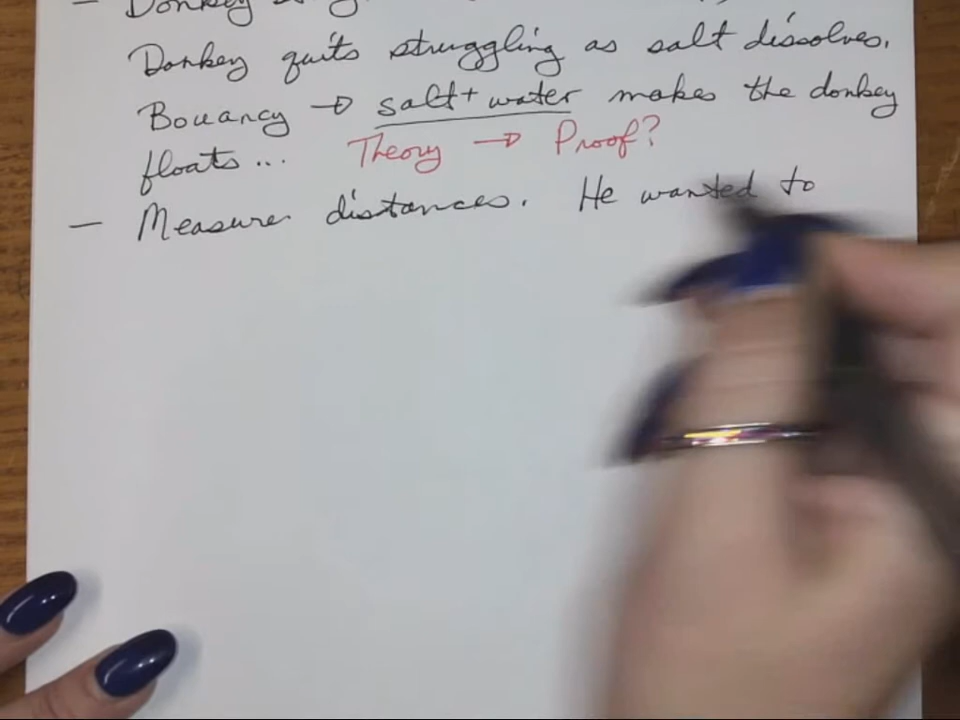 - Donkey
Donkey quits struggling as salt dissolves.
Bouancy → salt + water makes the donkey
floats... Theory → Proof?
- Measure distances. He wanted to